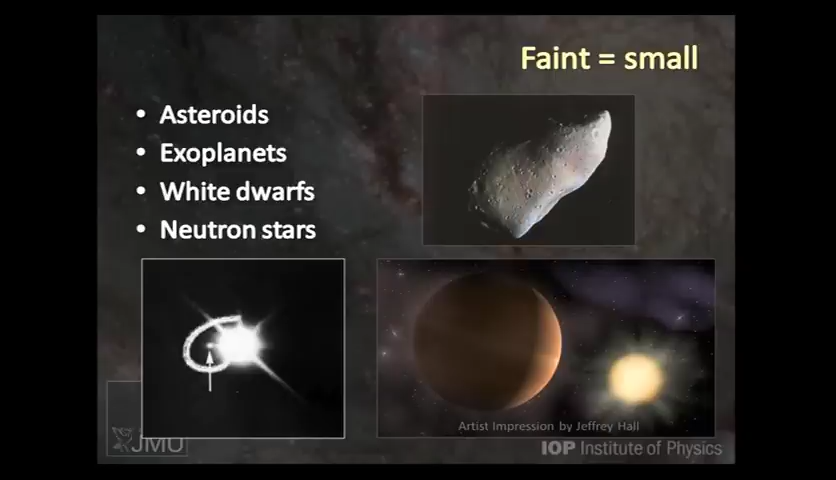 Faint = small
• Asteroids
• Exoplanets
• White dwarfs
• Neutron stars
Artist Impression by Jeffrey Hall
JMU
IOP Institute of Physics